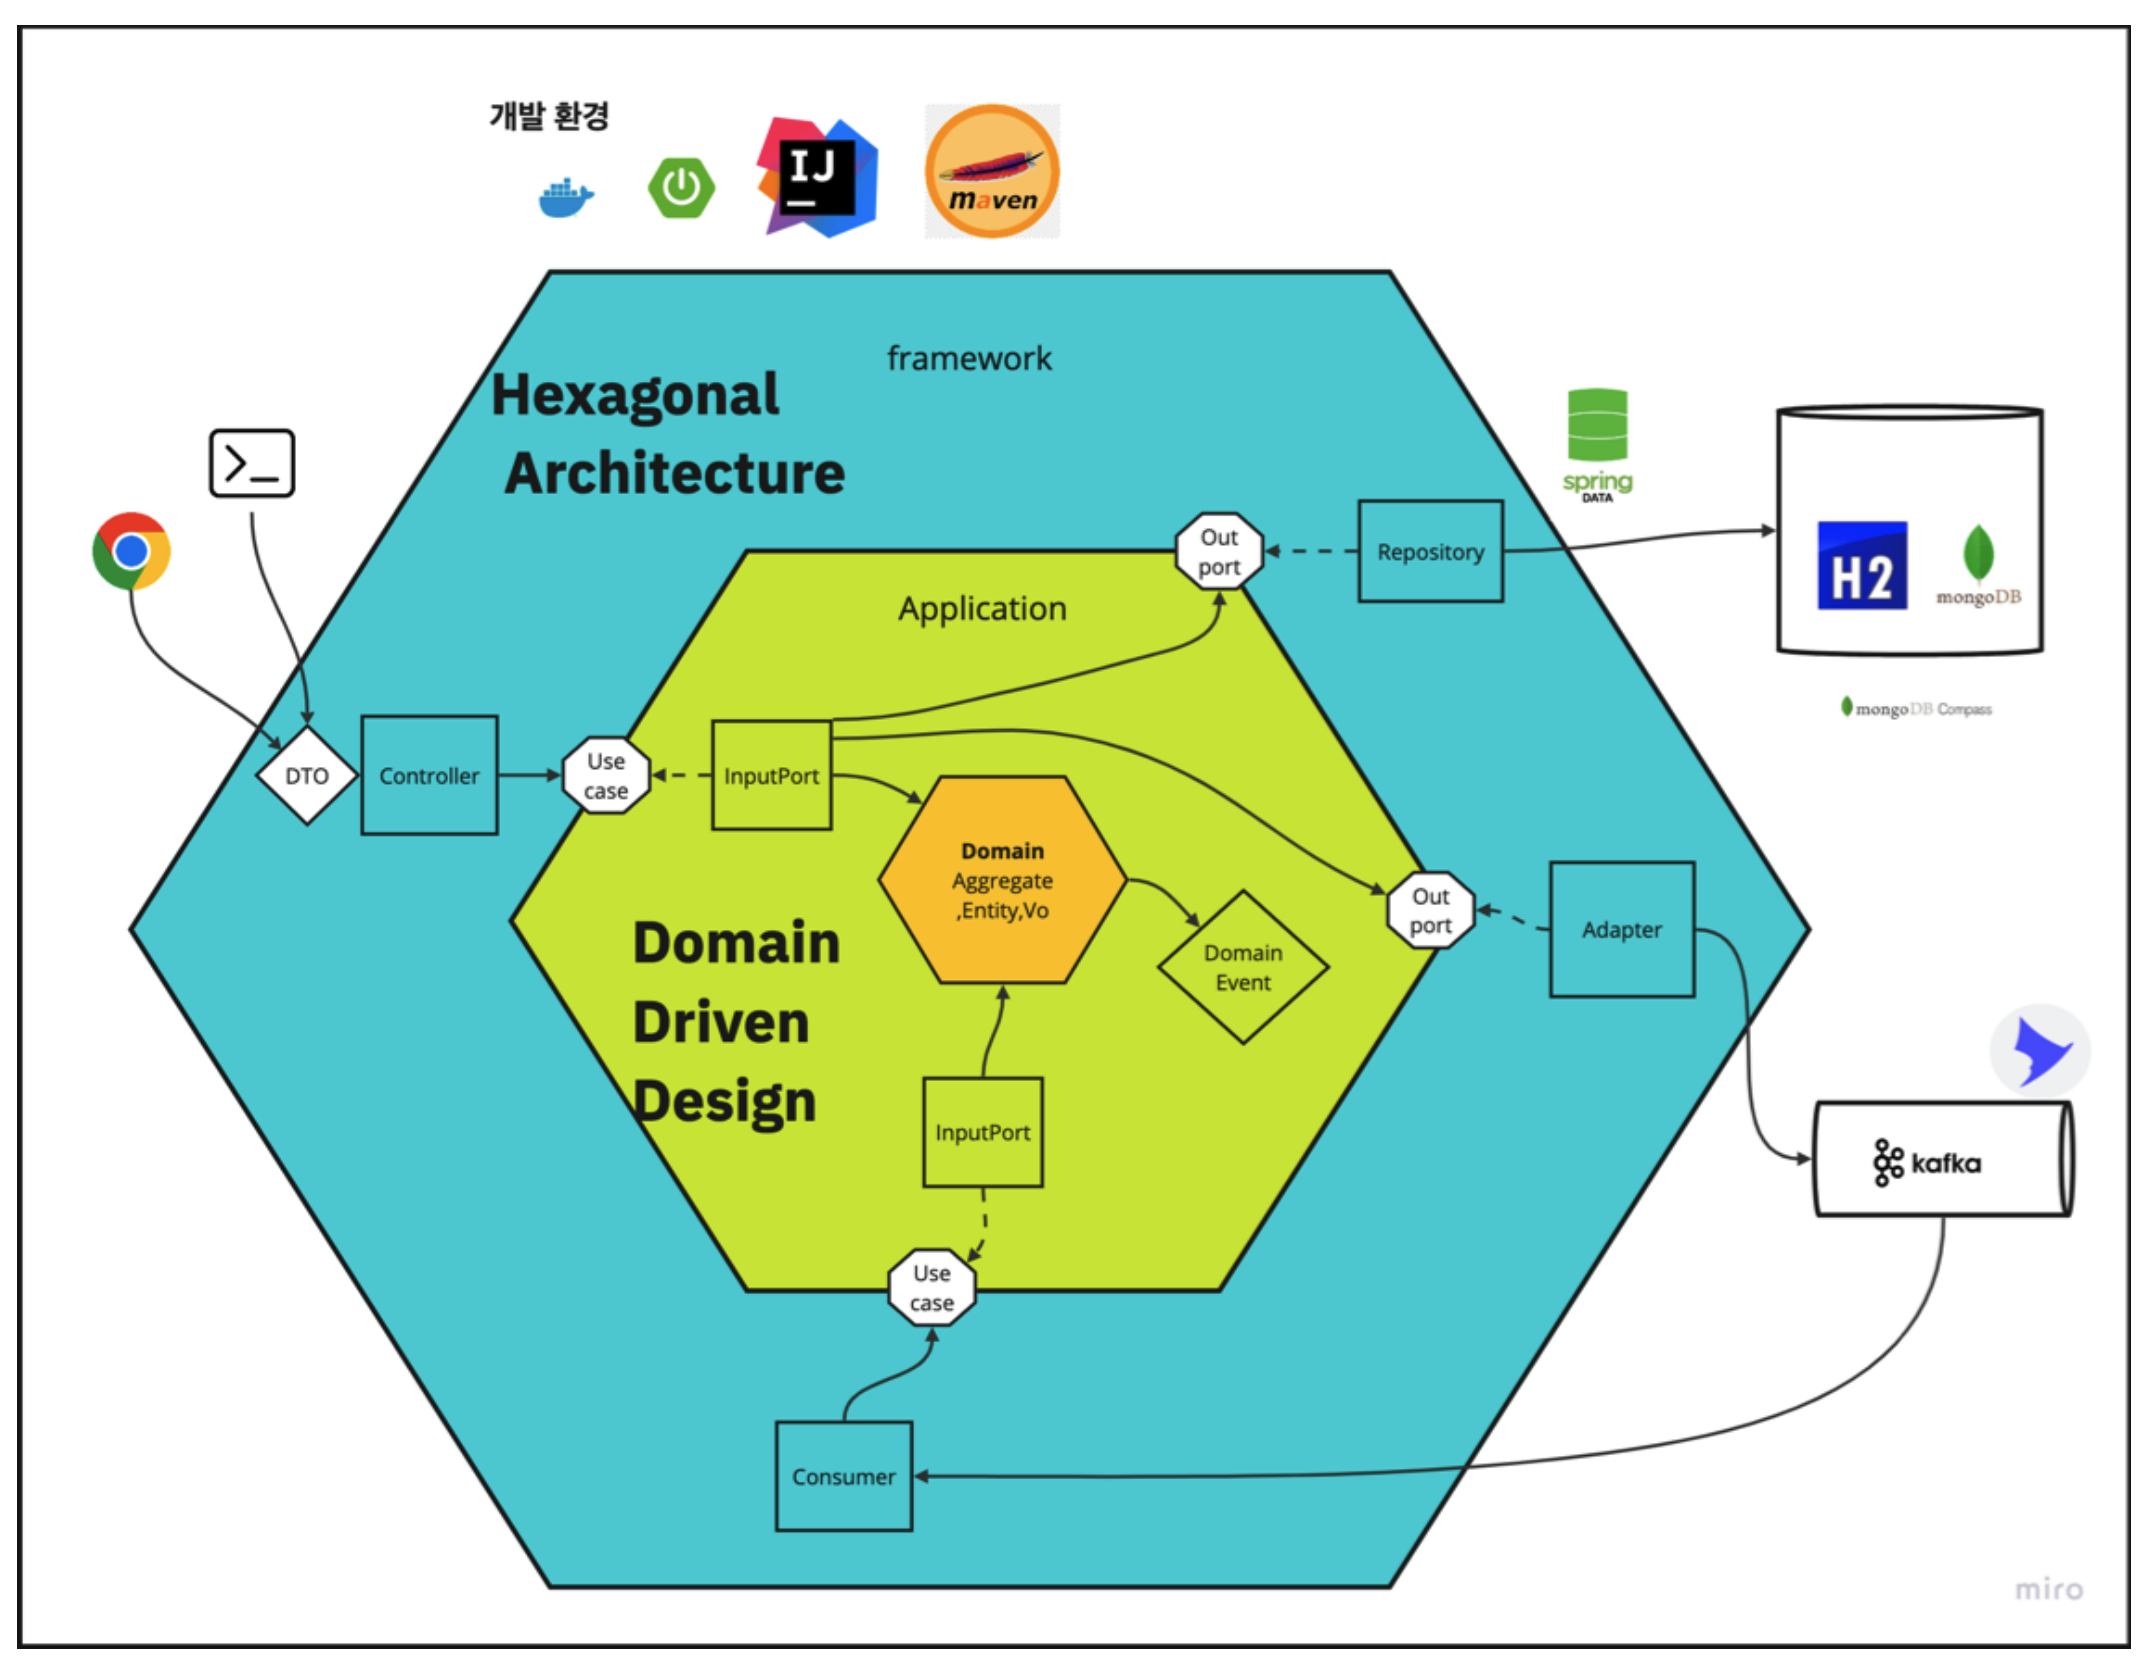 개발 환경
IJ
maven
framework
Hexagonal
Architecture
spring
DATA
Out
port
Repository
H2
mongoDB
Application
mongoDB Compass
DTO
Controller
Use
case
InputPort
Domain
Aggregate
,Entity,Vo
Out
port
Adapter
Domain
Driven
Design
Domain
Event
InputPort
kafka
Use
case
Consumer
miro